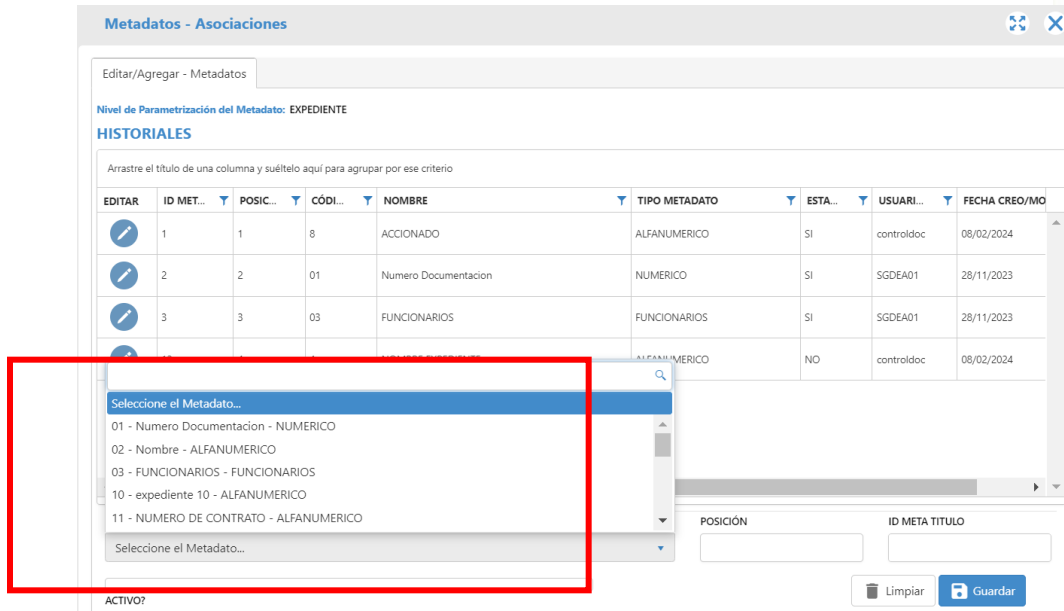 Metadatos - Asociaciones
Editar/Agregar - Metadatos
Nivel de Parametrización del Metadato: EXPEDIENTE
HISTORIALES
Arrastre el título de una columna y suéltelo aquí para agrupar por ese criterio
EDITAR ID MET... POSIC... CÓDI... NOMBRE TIPO METADATO ESTA... USUARI... FECHA CREO/MO
1 1 8 ACCIONADO ALFANUMERICO SI controldoc 08/02/2024
2 2 01 Numero Documentacion NUMERICO SI SGDEA01 28/11/2023
3 3 03 FUNCIONARIOS FUNCIONARIOS SI SGDEA01 28/11/2023
NOMBRE EXPEDIENTE ALFANUMERICO NO controldoc 08/02/2024
Seleccione el Metadato...
01 - Numero Documentacion - NUMERICO
02 - Nombre - ALFANUMERICO
03 - FUNCIONARIOS - FUNCIONARIOS
10 - expediente 10 - ALFANUMERICO
11 - NUMERO DE CONTRATO - ALFANUMERICO
POSICIÓN ID META TITULO
Seleccione el Metadato...
Limpiar Guardar
ACTIVO?